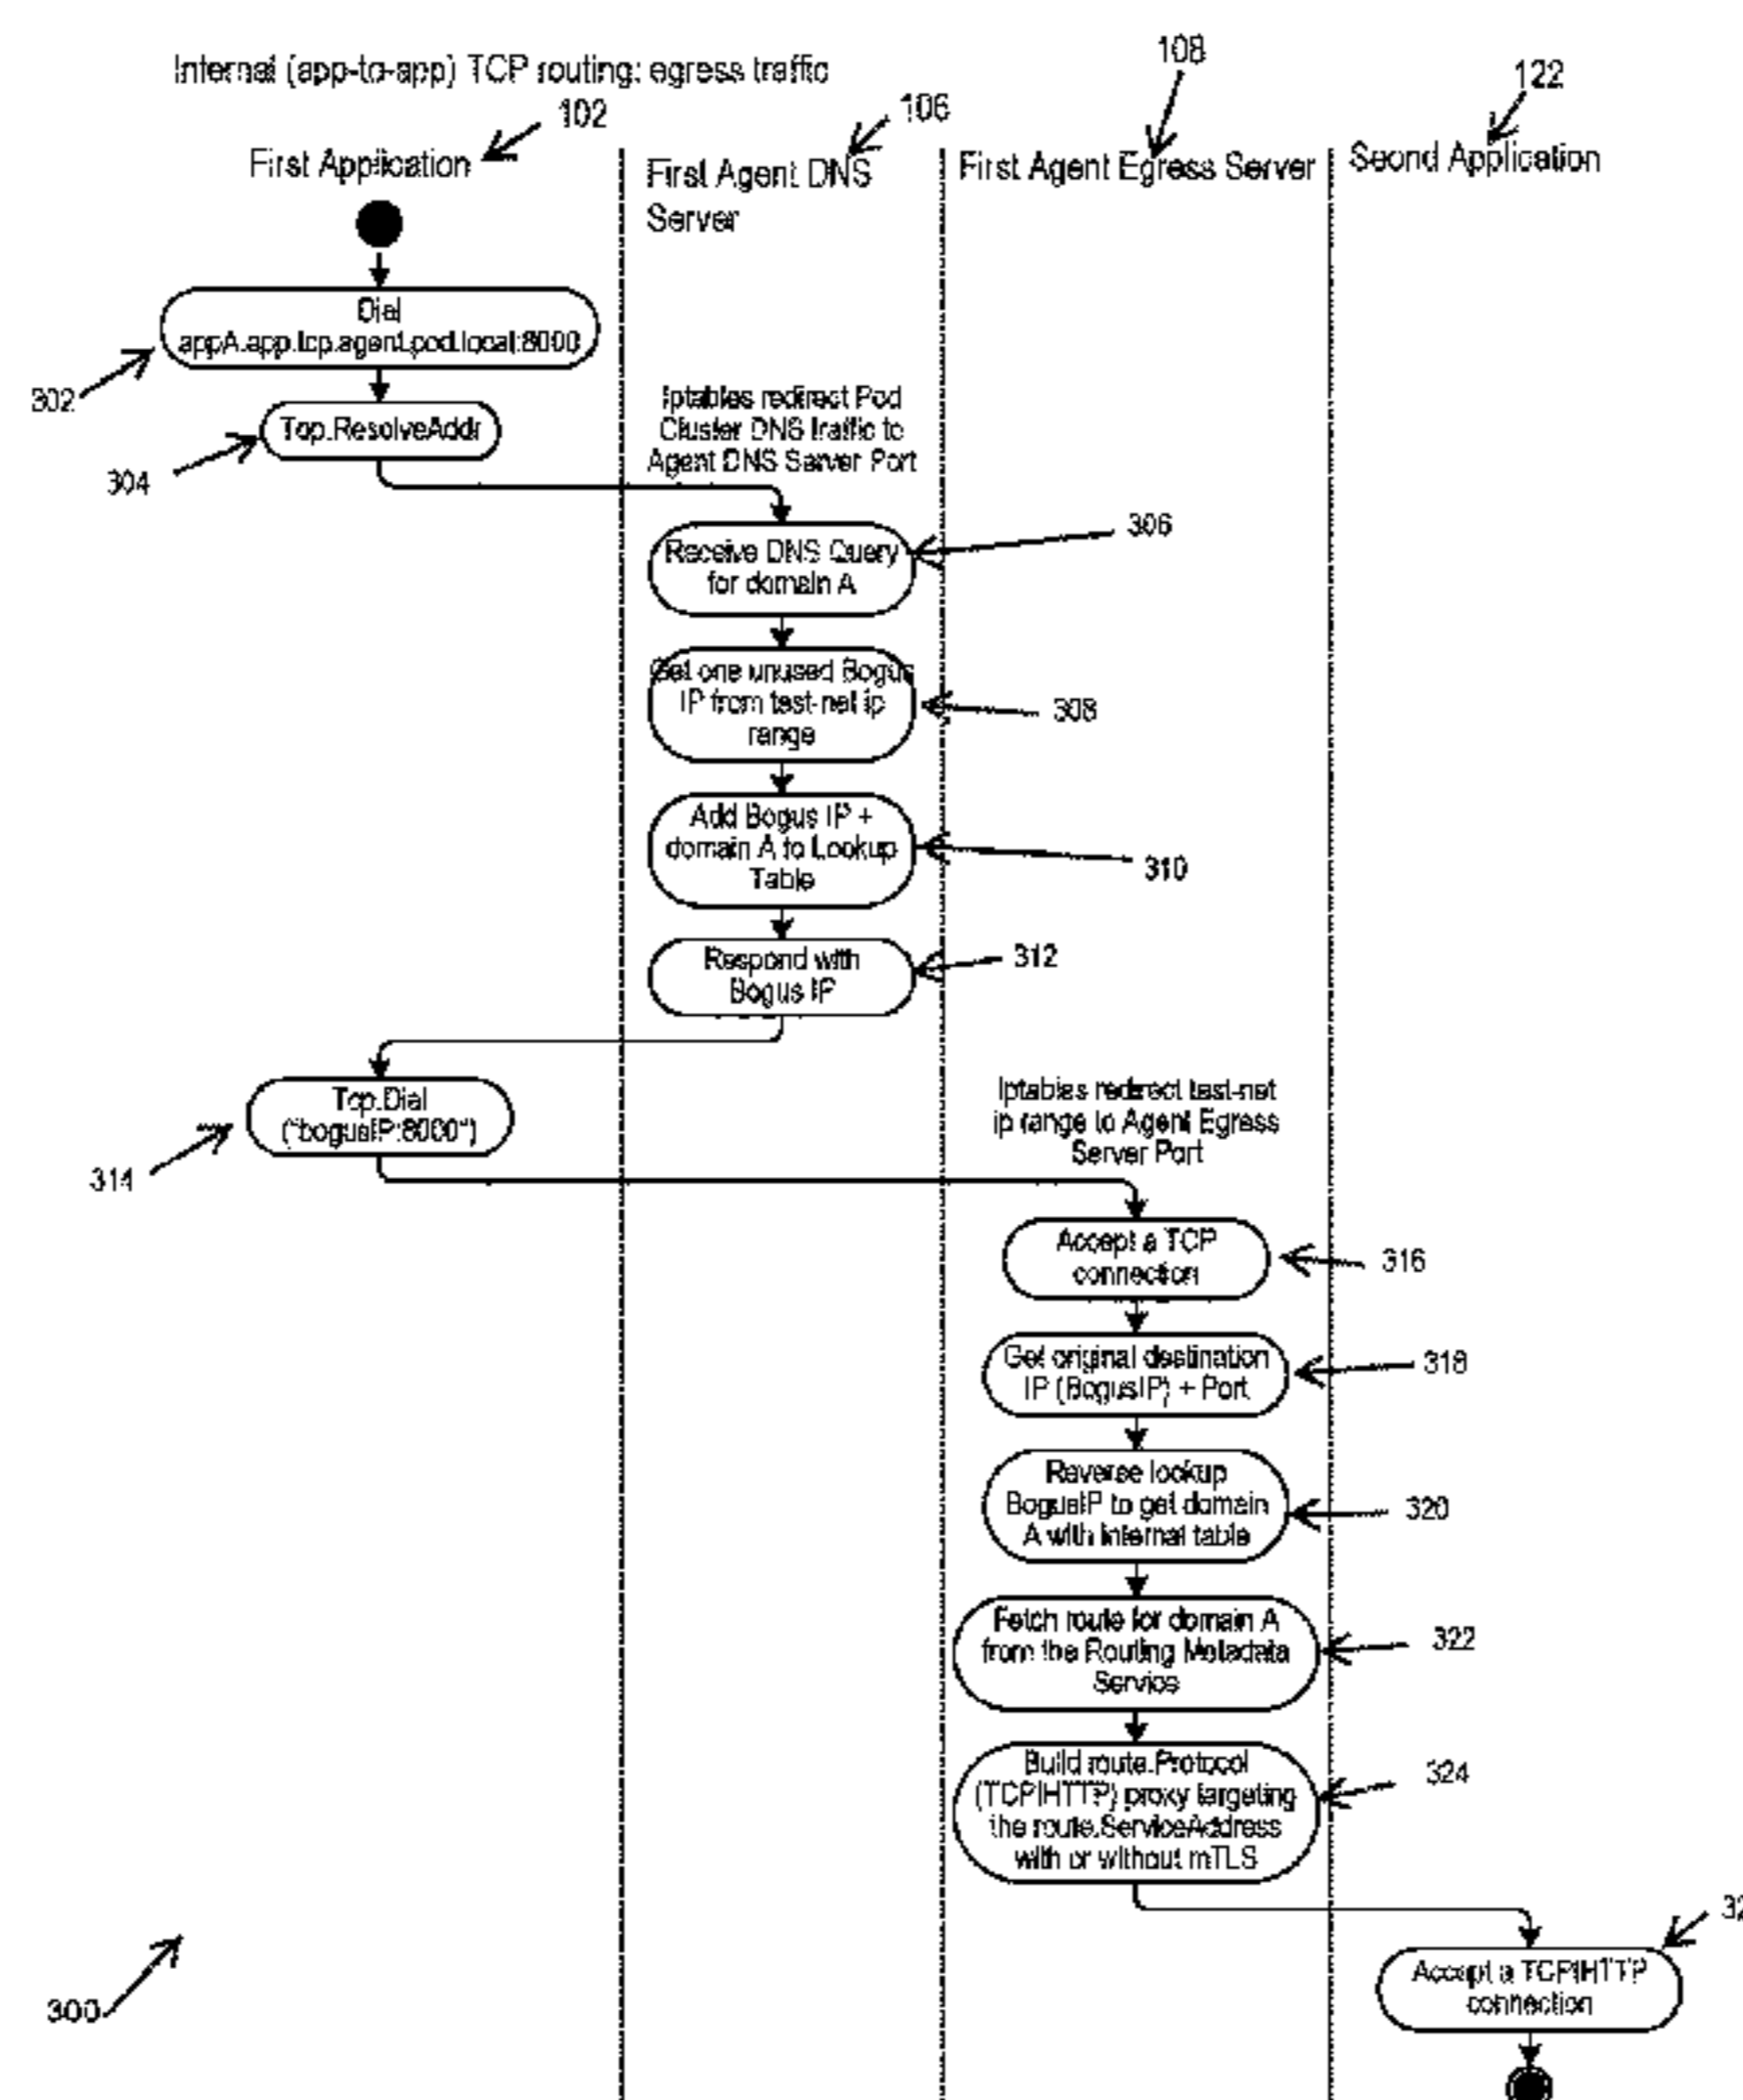 Internal (app-to-app) TCP routing: egress traffic
102
106
108
122
First Application
First Agent DNS
Server
First Agent Egress Server
Seond Application
Dial
appA.app.tcp.agent.pod.local:8000
302
Tcp.ResolveAddr
304
Iptables redirect Pod
Cluster DNS traffic to
Agent DNS Server Port
Receive DNS Query
for domain A
306
Get one unused Bogus
IP from test-net ip
range
308
Add Bogus IP +
domain A to Lookup
Table
310
Respond with
Bogus IP
312
Tcp.Dial
("bogusIP:8000")
314
Iptables redirect test-net
ip range to Agent Egress
Server Port
Accept a TCP
connection
316
Get original destination
IP (BogusIP) + Port
318
Reverse lookup
BogusIP to get domain
A with internal table
320
Fetch route for domain A
from the Routing Metadata
Service
322
Build route.Protocol
(TCP|HTTP) proxy targeting
the route.ServiceAddress
with or without mTLS
324
Accept a TCP|HTTP
connection
300